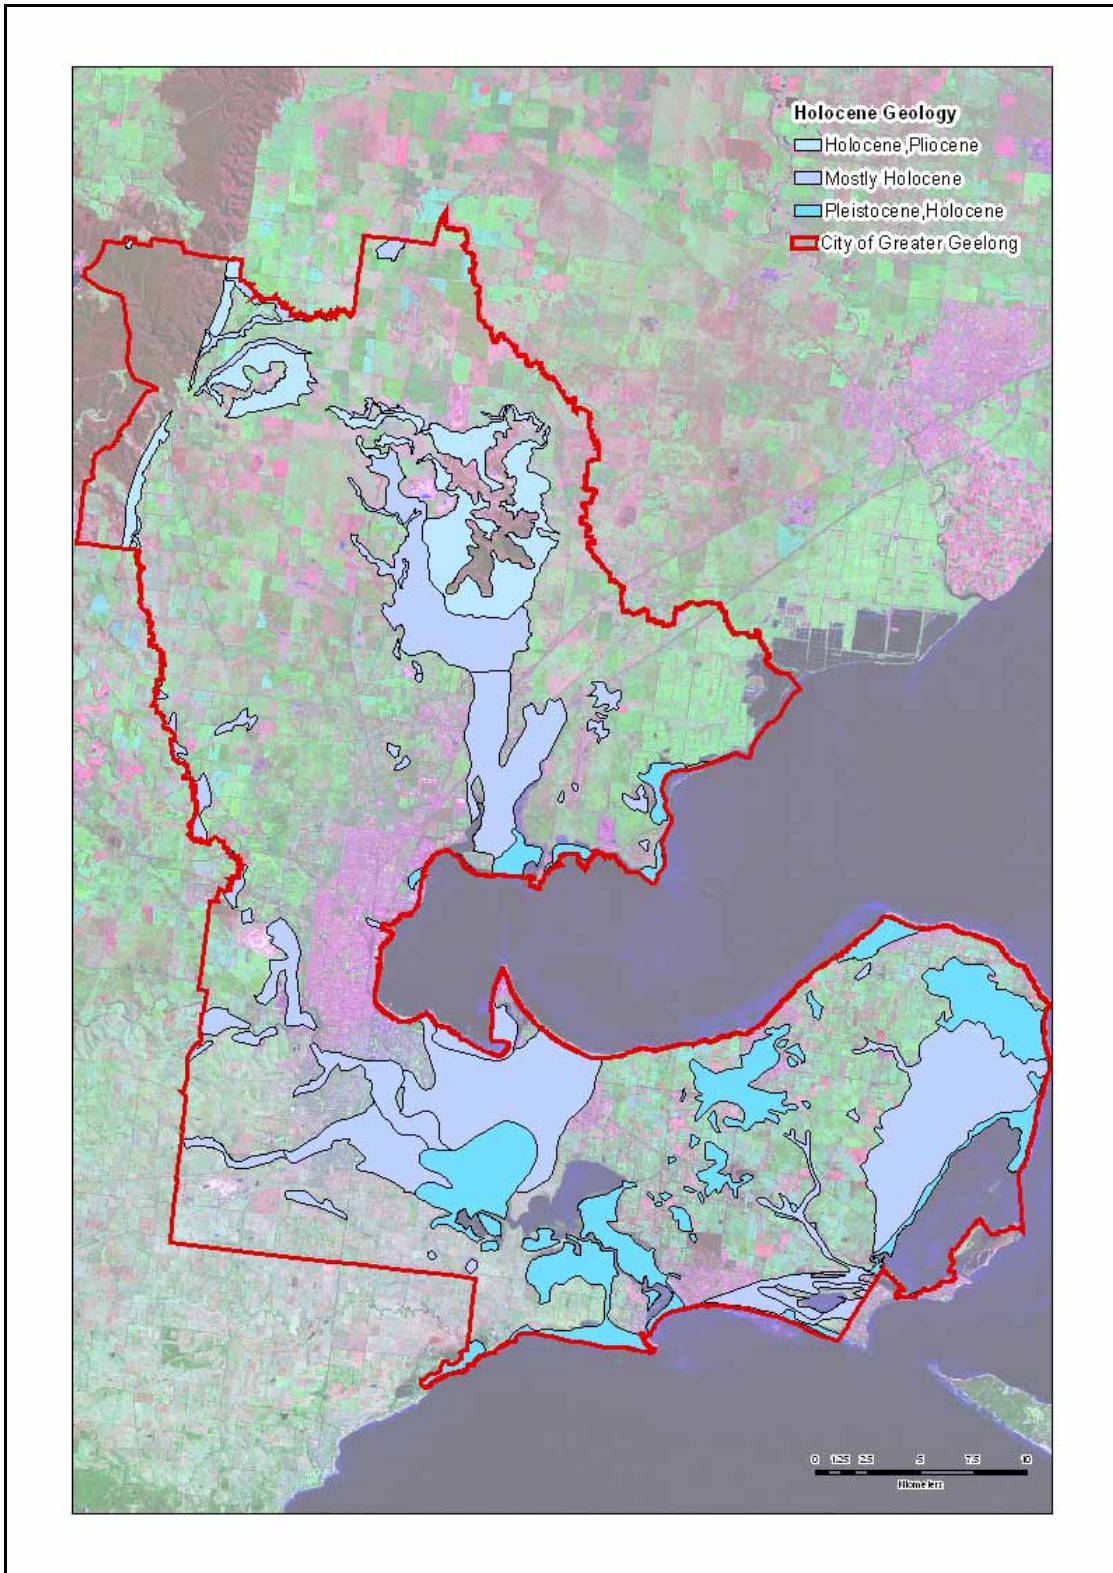 Holocene Geology
Holocene,Pliocene
Mostly Holocene
Pleistocene,Holocene
City of Greater Geelong
0 1.25 2.5 5 7.5 10
Kilometers